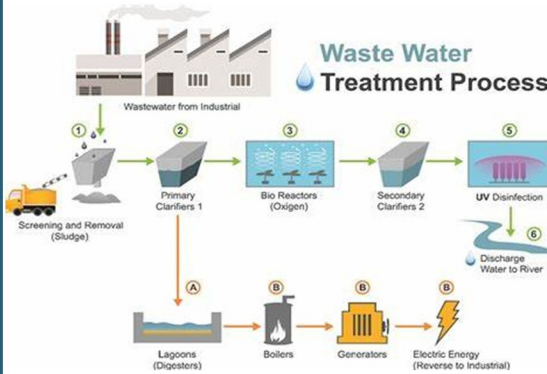 Waste Water
Treatment Process
Wastewater from Industrial
1
2
3
4
5
Screening and Removal
(Sludge)
Primary
Clarifiers 1
Bio Reactors
(Oxigen)
Secondary
Clarifiers 2
UV Disinfection
6
Discharge
Water to River
A
B
B
B
Lagoons
(Digesters)
Boilers
Generators
Electric Energy
(Reverse to Industrial)